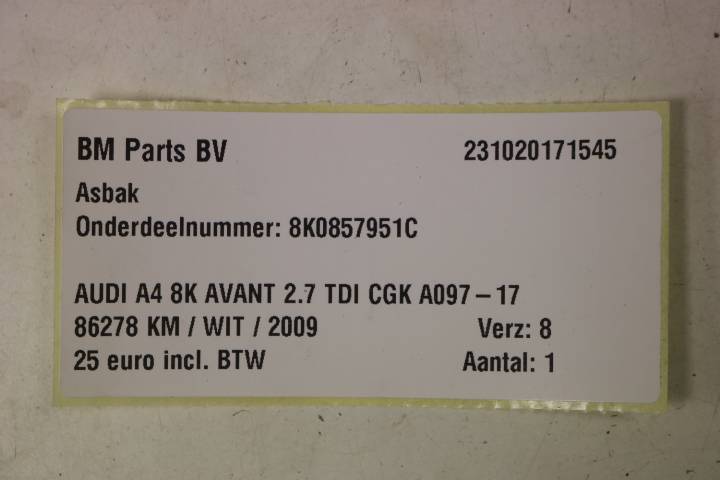 BM Parts BV 231020171545
Asbak
Onderdeelnummer: 8K0857951C
AUDI A4 8K AVANT 2.7 TDI CGK A097-17
86278 KM / WIT / 2009 Verz: 8
25 euro incl. BTW Aantal: 1